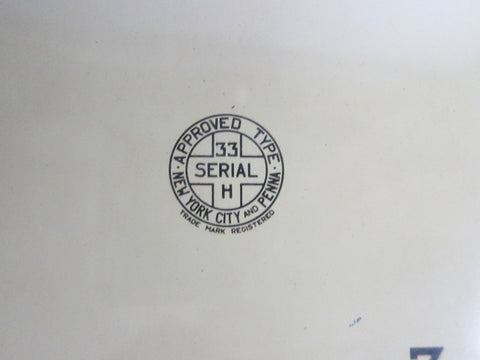 APPROVED TYPE
33
SERIAL
H
· NEW YORK CITY AND PENNA ·
TRADE MARK REGISTERED